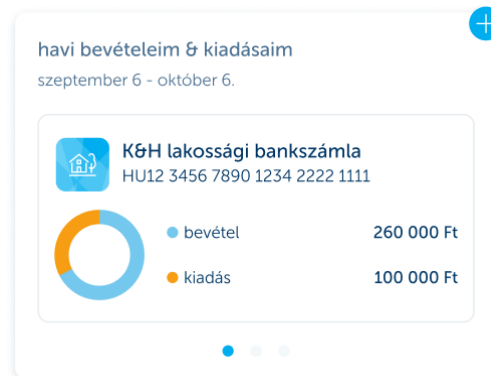 havi bevételeim & kiadásaim
szeptember 6 - október 6.
K&H lakossági bankszámla
HU12 3456 7890 1234 2222 1111
bevétel 260 000 Ft
kiadás 100 000 Ft